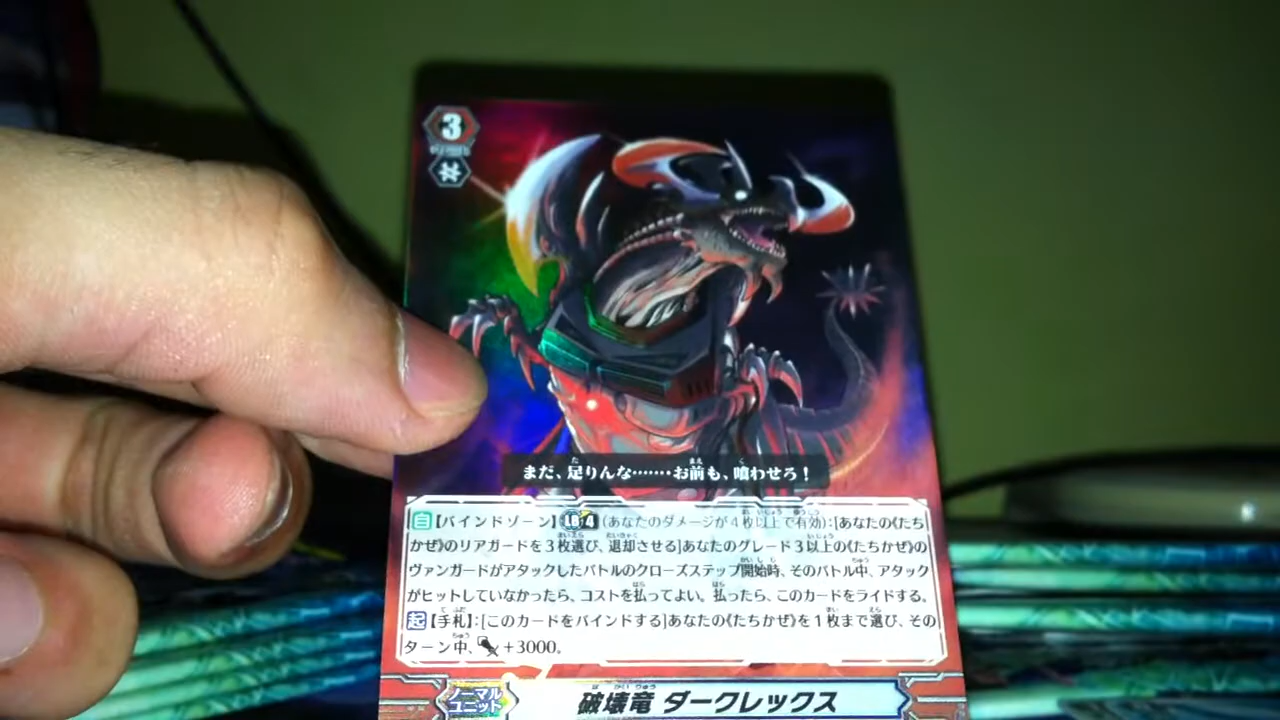 3
まだ、足りんな……お前も、喰わせろ!
自【バインドゾーン】LB4(あなたのダメージが4枚以上で有効):[あなたの《たち
かぜ》のリアガードを3枚選び、退却させる]あなたのグレード3以上の《たちかぜ》の
ヴァンガードがアタックしたバトルのクローズステップ開始時、そのバトル中、アタック
がヒットしていなかったら、コストを払ってよい。払ったら、このカードをライドする。
起【手札】:[このカードをバインドする]あなたの《たちかぜ》を1枚まで選び、その
ターン中、+3000。
ノーマル
ユニット
破壊竜 ダークレックス